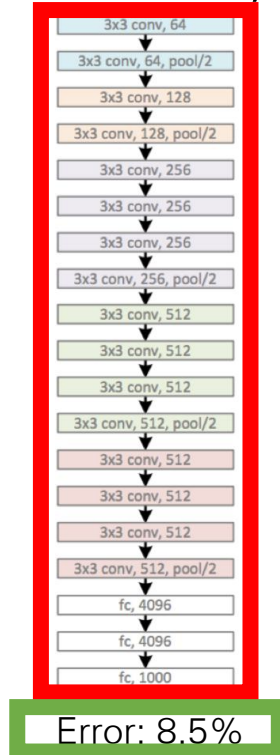 3x3 conv, 64
3x3 conv, 64, pool/2
3x3 conv, 128
3x3 conv, 128, pool/2
3x3 conv, 256
3x3 conv, 256
3x3 conv, 256
3x3 conv, 256, pool/2
3x3 conv, 512
3x3 conv, 512
3x3 conv, 512
3x3 conv, 512, pool/2
3x3 conv, 512
3x3 conv, 512
3x3 conv, 512
3x3 conv, 512, pool/2
fc, 4096
fc, 4096
fc, 1000
Error: 8.5%